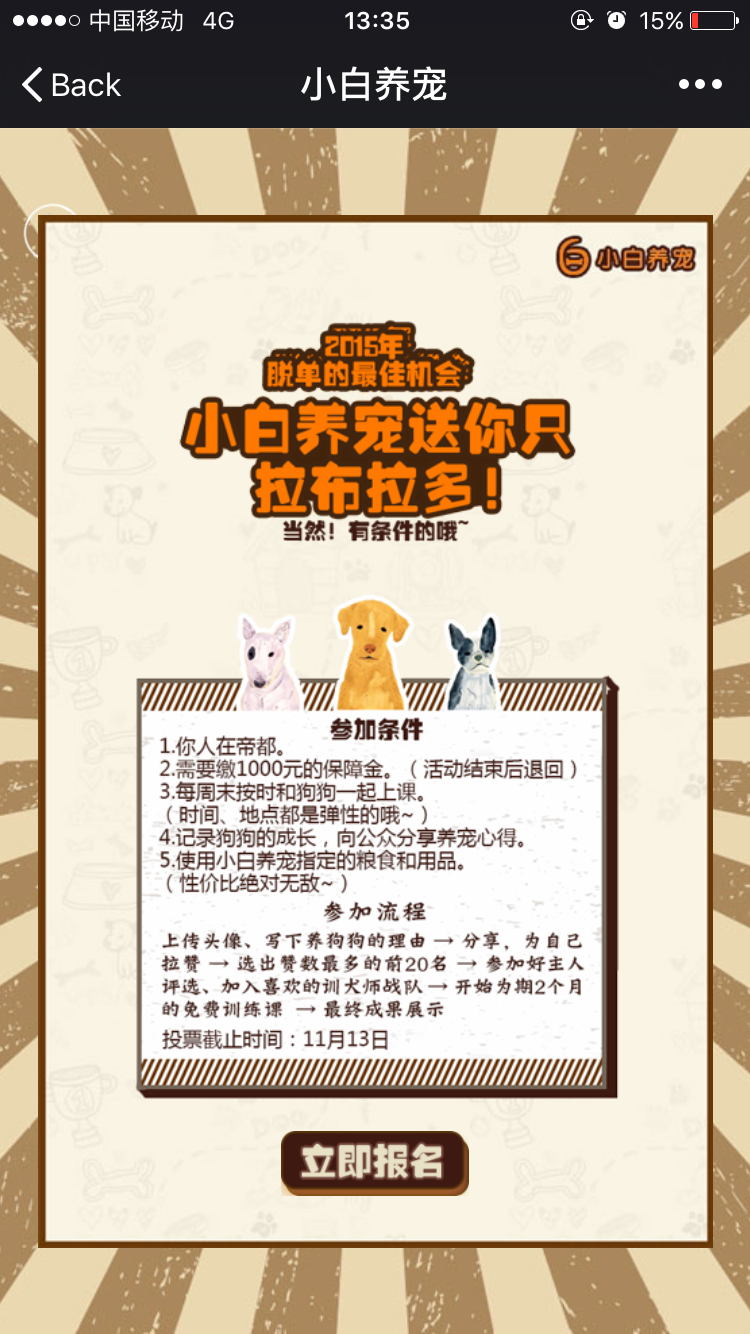 中国移动 4G 13:35 15%
Back 小白养宠
小白养宠
2015年
脱单的最佳机会
小白养宠送你只
拉布拉多！
当然！有条件的哦~
参加条件
1.你人在帝都。
2.需要缴1000元的保障金。（活动结束后退回）
3.每周末按时和狗狗一起上课。
（时间、地点都是弹性的哦~）
4.记录狗狗的成长，向公众分享养宠心得。
5.使用小白养宠指定的粮食和用品。
（性价比绝对无敌~）
参加流程
上传头像、写下养狗狗的理由 → 分享，为自己
拉赞 → 选出赞数最多的前20名 → 参加好主人
评选、加入喜欢的训犬师战队 → 开始为期2个月
的免费训练课 → 最终成果展示
投票截止时间：11月13日
立即报名